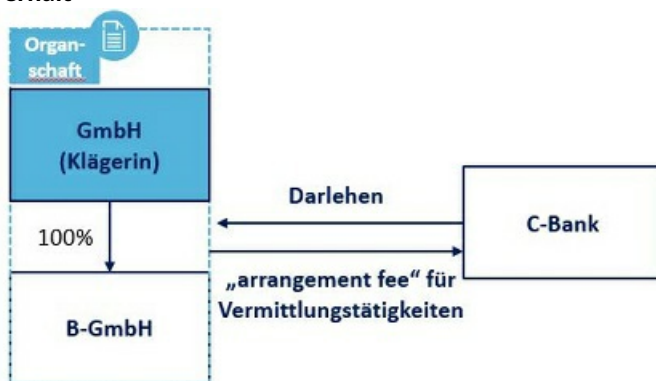 Organ-
schaft
GmbH
(Klägerin)
Darlehen
C-Bank
100%
„arrangement fee“ für
Vermittlungstätigkeiten
B-GmbH